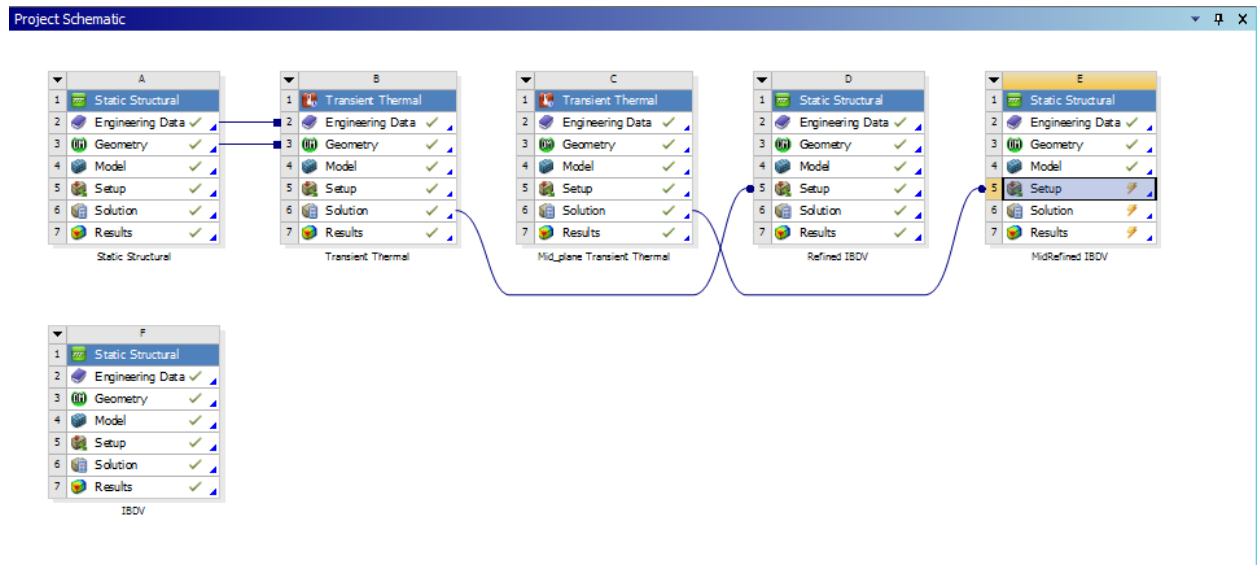 Project Schematic
A
1 Static Structural
2 Engineering Data
3 Geometry
4 Model
5 Setup
6 Solution
7 Results
Static Structural
B
1 Transient Thermal
2 Engineering Data
3 Geometry
4 Model
5 Setup
6 Solution
7 Results
Transient Thermal
C
1 Transient Thermal
2 Engineering Data
3 Geometry
4 Model
5 Setup
6 Solution
7 Results
Mid_plane Transient Thermal
D
1 Static Structural
2 Engineering Data
3 Geometry
4 Model
5 Setup
6 Solution
7 Results
Refined IBDV
E
1 Static Structural
2 Engineering Data
3 Geometry
4 Model
5 Setup
6 Solution
7 Results
MidRefined IBDV
F
1 Static Structural
2 Engineering Data
3 Geometry
4 Model
5 Setup
6 Solution
7 Results
IBDV